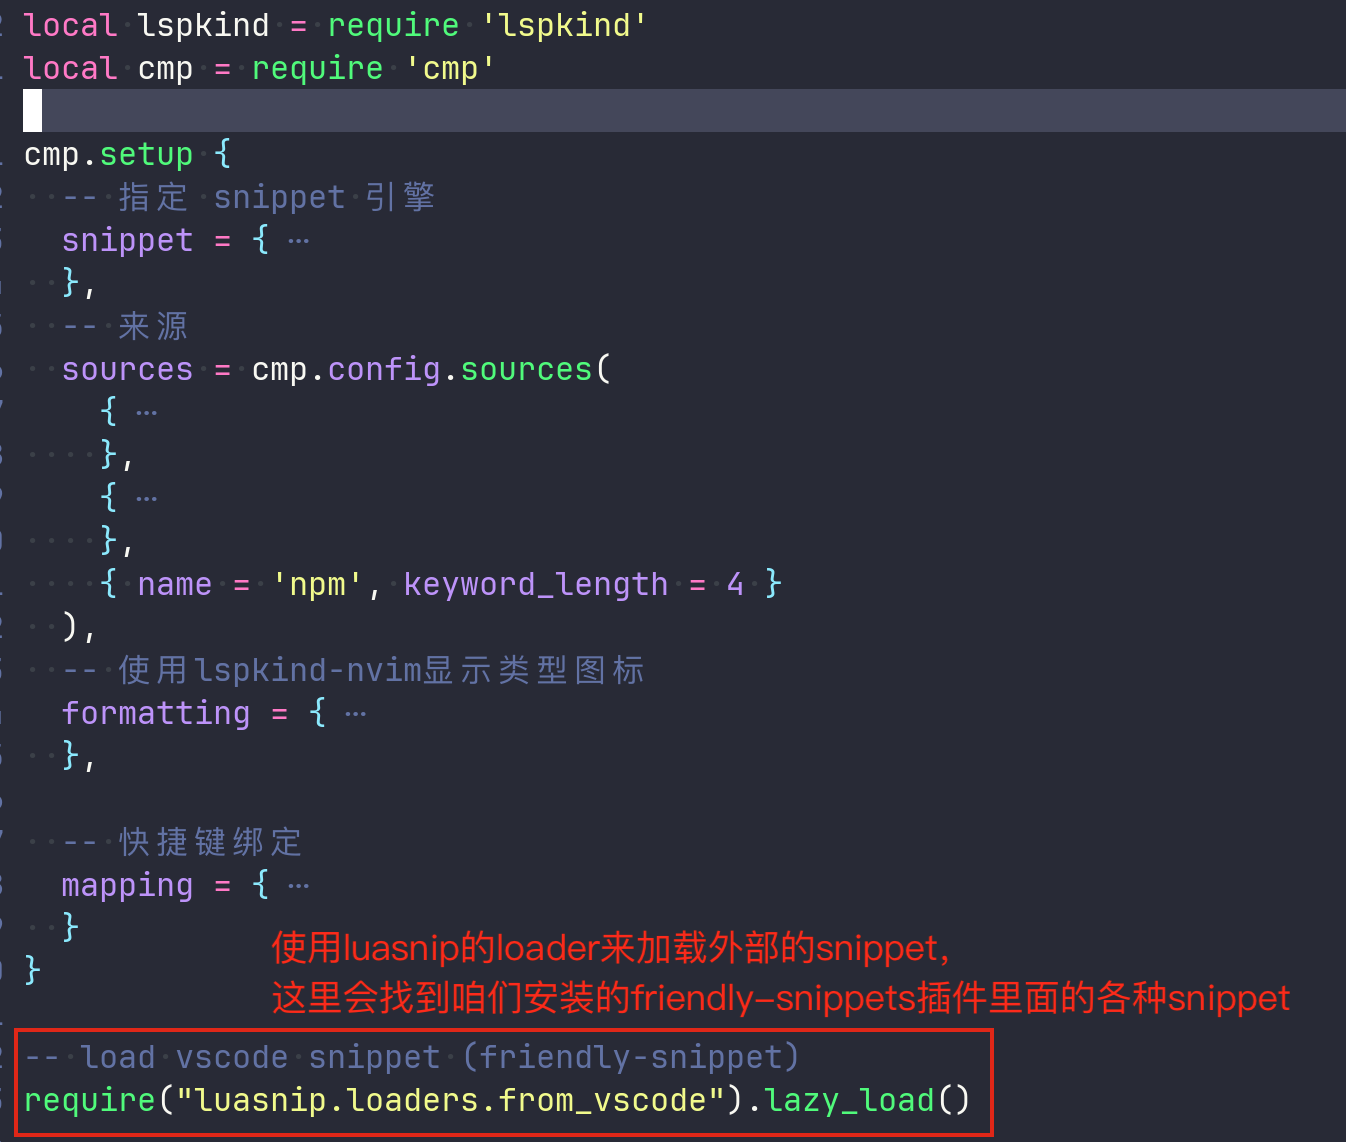 local lspkind = require 'lspkind'
local cmp = require 'cmp'
cmp.setup {
-- 指定 snippet 引擎
snippet = { ···
},
-- 来源
sources = cmp.config.sources(
{ ···
},
{ ···
},
{ name = 'npm', keyword_length = 4 }
),
-- 使用lspkind-nvim显示类型图标
formatting = { ···
},
-- 快捷键绑定
mapping = { ···
}
}
使用luasnip的loader来加载外部的snippet,
这里会找到咱们安装的friendly-snippets插件里面的各种snippet
-- load vscode snippet (friendly-snippet)
require("luasnip.loaders.from_vscode").lazy_load()